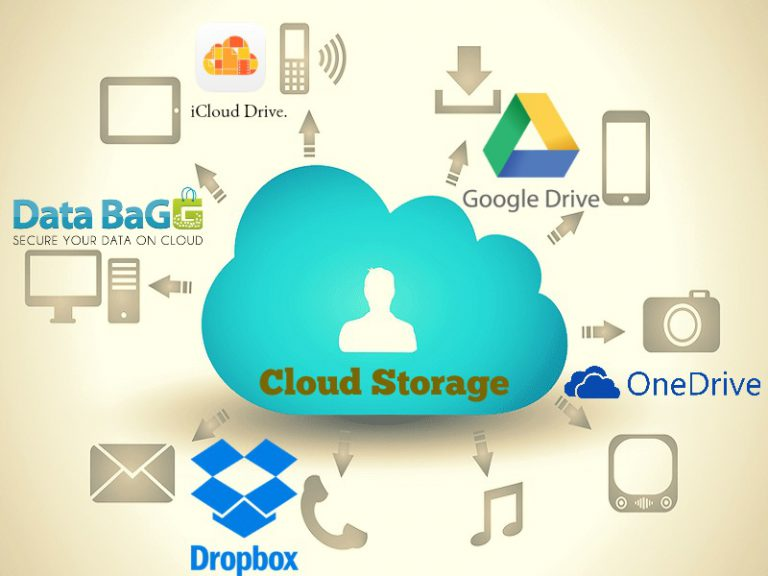 iCloud Drive.
Google Drive
Data BaGG
SECURE YOUR DATA ON CLOUD
Cloud Storage
OneDrive
Dropbox